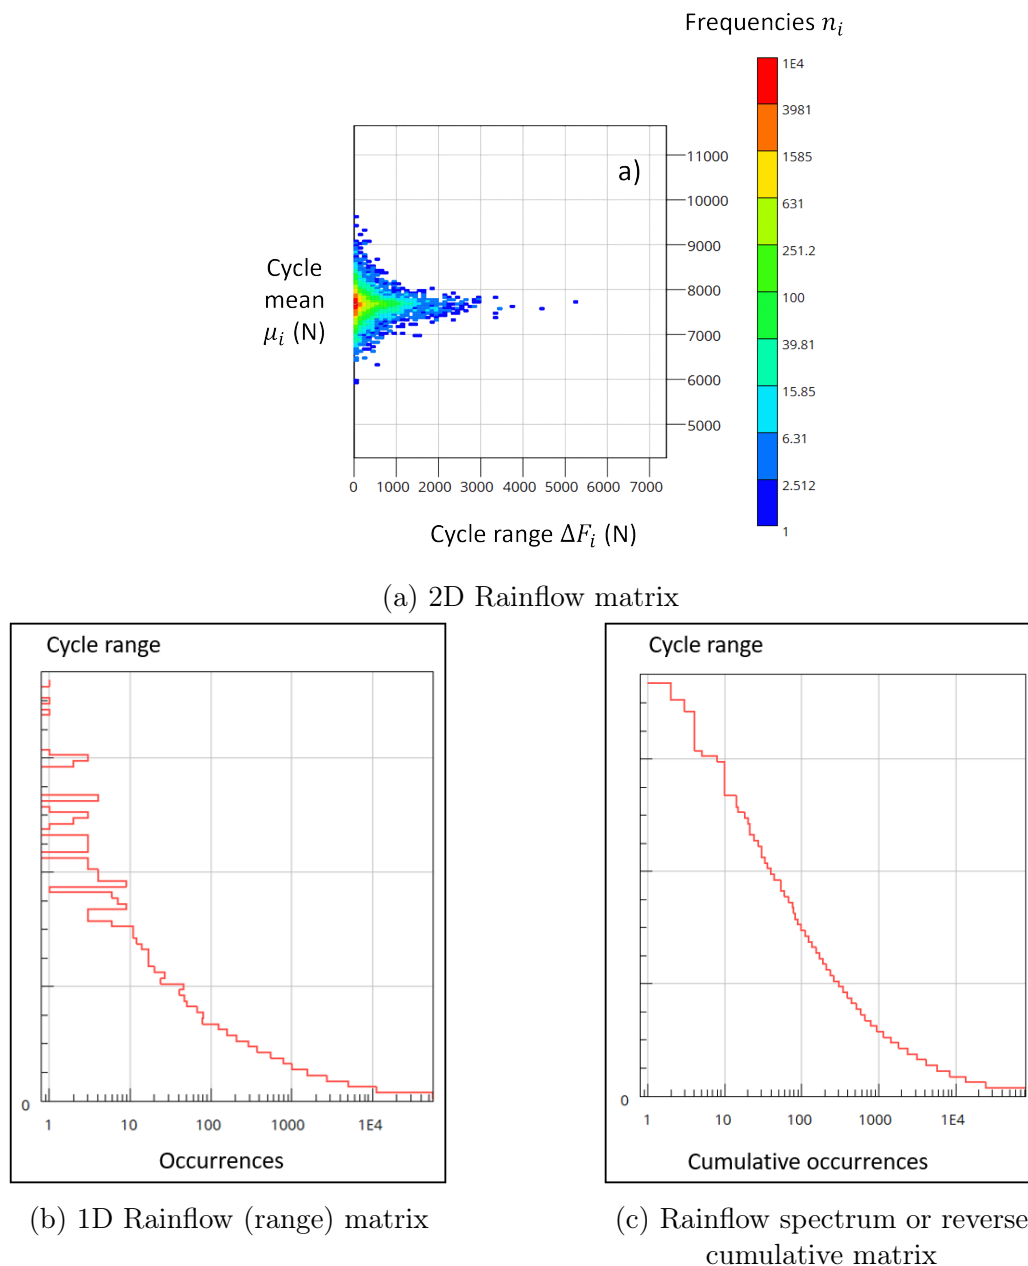 Frequencies nᵢ
1E4
3981
1585
631
251.2
100
39.81
15.85
6.31
2.512
1
a)
11000
10000
9000
8000
7000
6000
5000
Cycle
mean
μᵢ (N)
0 1000 2000 3000 4000 5000 6000 7000
Cycle range ΔFᵢ (N)
(a) 2D Rainflow matrix
Cycle range
0
1 10 100 1000 1E4
Occurrences
(b) 1D Rainflow (range) matrix
Cycle range
0
1 10 100 1000 1E4
Cumulative occurrences
(c) Rainflow spectrum or reverse
cumulative matrix